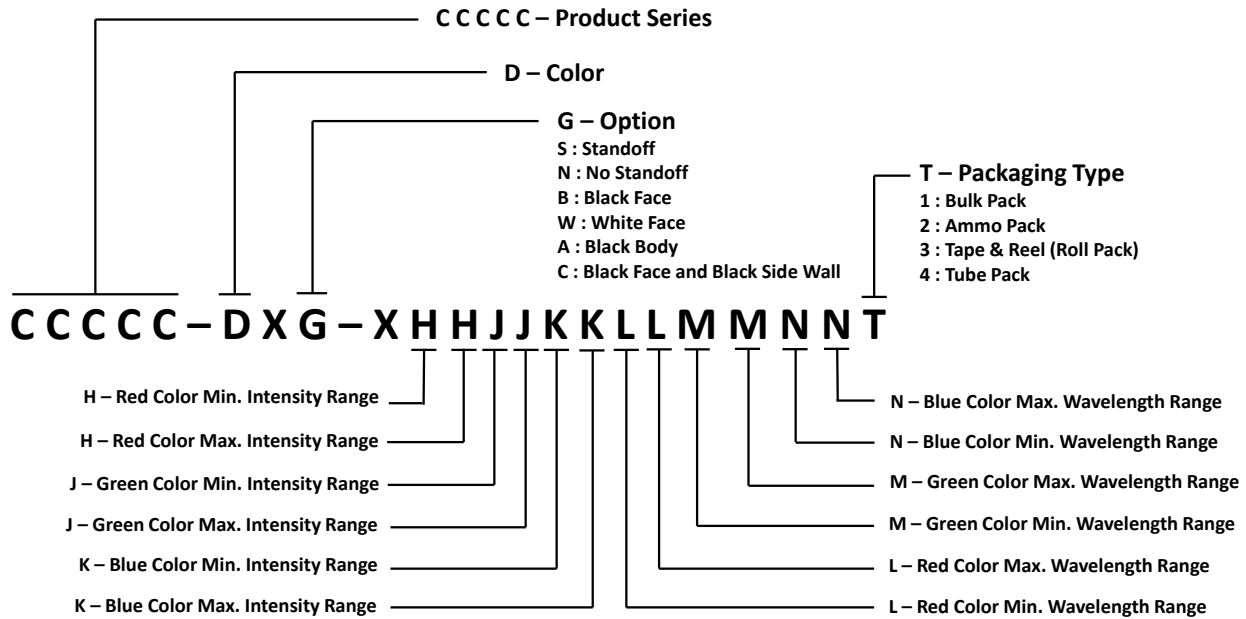 C C C C C – Product Series
D – Color
G – Option
S : Standoff
N : No Standoff
B : Black Face
W : White Face
A : Black Body
C : Black Face and Black Side Wall
T – Packaging Type
1 : Bulk Pack
2 : Ammo Pack
3 : Tape & Reel (Roll Pack)
4 : Tube Pack
C C C C C – D X G – X H H J J K K L L M M N N T
H – Red Color Min. Intensity Range
H – Red Color Max. Intensity Range
J – Green Color Min. Intensity Range
J – Green Color Max. Intensity Range
K – Blue Color Min. Intensity Range
K – Blue Color Max. Intensity Range
N – Blue Color Max. Wavelength Range
N – Blue Color Min. Wavelength Range
M – Green Color Max. Wavelength Range
M – Green Color Min. Wavelength Range
L – Red Color Max. Wavelength Range
L – Red Color Min. Wavelength Range